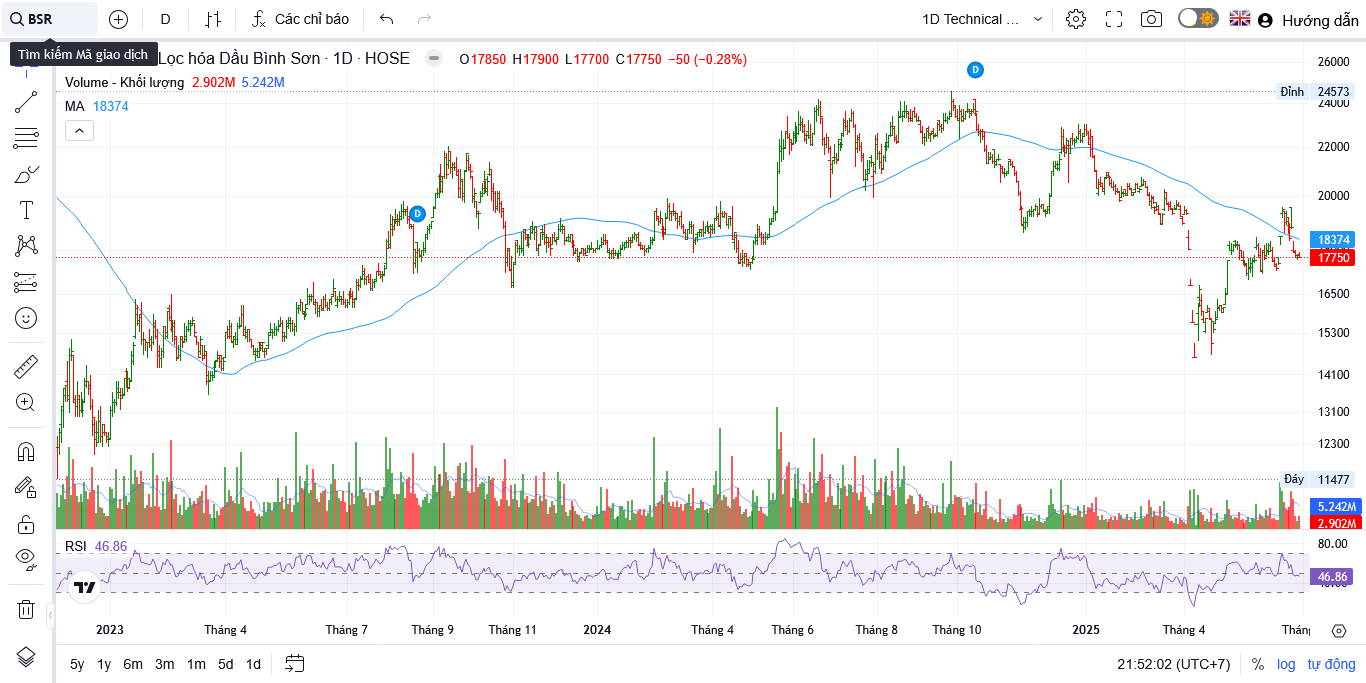 BSR
D
Các chỉ báo
1D Technical ...
Hướng dẫn
Tìm kiếm Mã giao dịch
Lọc hóa Dầu Bình Sơn · 1D · HOSE
O17850 H17900 L17700 C17750 −50 (−0.28%)
Volume - Khối lượng 2.902M 5.242M
MA 18374
D
D
26000
Đỉnh 24573
24000
22000
20000
18374
17750
16500
15300
14100
13100
12300
Đáy 11477
5.242M
2.902M
RSI 46.86
80.00
46.86
2023 Tháng 4 Tháng 7 Tháng 9 Tháng 11 2024 Tháng 4 Tháng 6 Tháng 8 Tháng 10 2025 Tháng 4
5y 1y 6m 3m 1m 5d 1d
21:52:02 (UTC+7) % log tự động